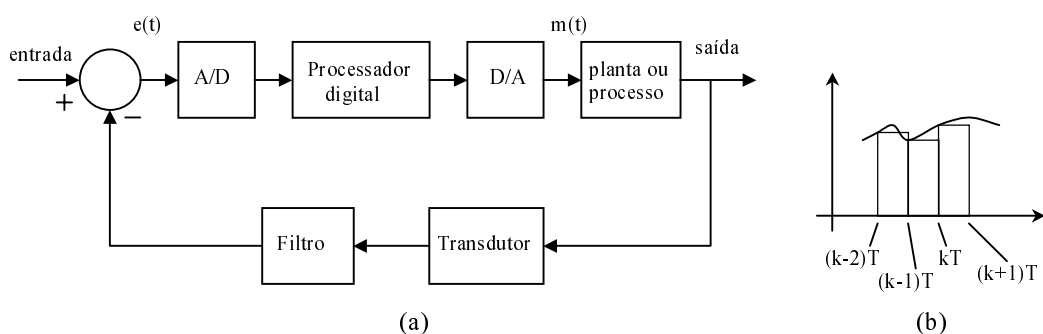 e(t)
m(t)
entrada
saída
A/D
Processador
digital
D/A
planta ou
processo
+
−
Filtro
Transdutor
(a)
(k-2)T
(k-1)T
kT
(k+1)T
(b)